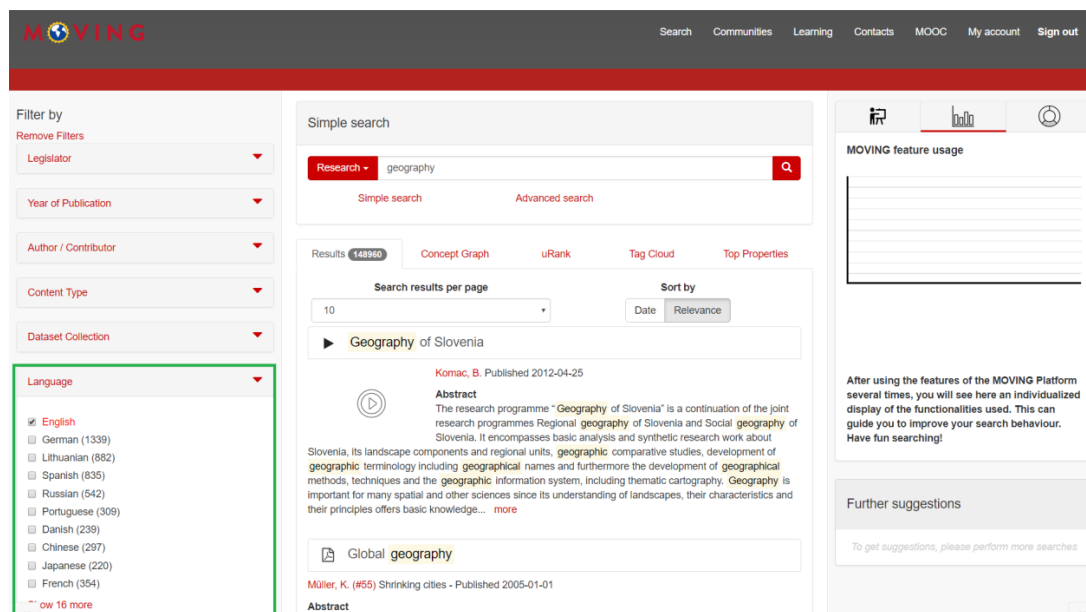 MOVING
Search Communities Learning Contacts MOOC My account Sign out
Filter by
Remove Filters
Legislator
Year of Publication
Author / Contributor
Content Type
Dataset Collection
Language
English
German (1339)
Lithuanian (882)
Spanish (835)
Russian (542)
Portuguese (309)
Danish (239)
Chinese (297)
Japanese (220)
French (354)
ow 16 more
Simple search
Research geography
Simple search Advanced search
Results 148960 Concept Graph uRank Tag Cloud Top Properties
Search results per page Sort by
10 Date Relevance
Geography of Slovenia
Komac, B. Published 2012-04-25
Abstract
The research programme "Geography of Slovenia" is a continuation of the joint
research programmes Regional geography of Slovenia and Social geography of
Slovenia. It encompasses basic analysis and synthetic research work about
Slovenia, its landscape components and regional units, geographic comparative studies, development of
geographic terminology including geographical names and furthermore the development of geographical
methods, techniques and the geographic information system, including thematic cartography. Geography is
important for many spatial and other sciences since its understanding of landscapes, their characteristics and
their principles offers basic knowledge... more
Global geography
Müller, K. (#55) Shrinking cities - Published 2005-01-01
Abstract
MOVING feature usage
After using the features of the MOVING Platform
several times, you will see here an individualized
display of the functionalities used. This can
guide you to improve your search behaviour.
Have fun searching!
Further suggestions
To get suggestions, please perform more searches